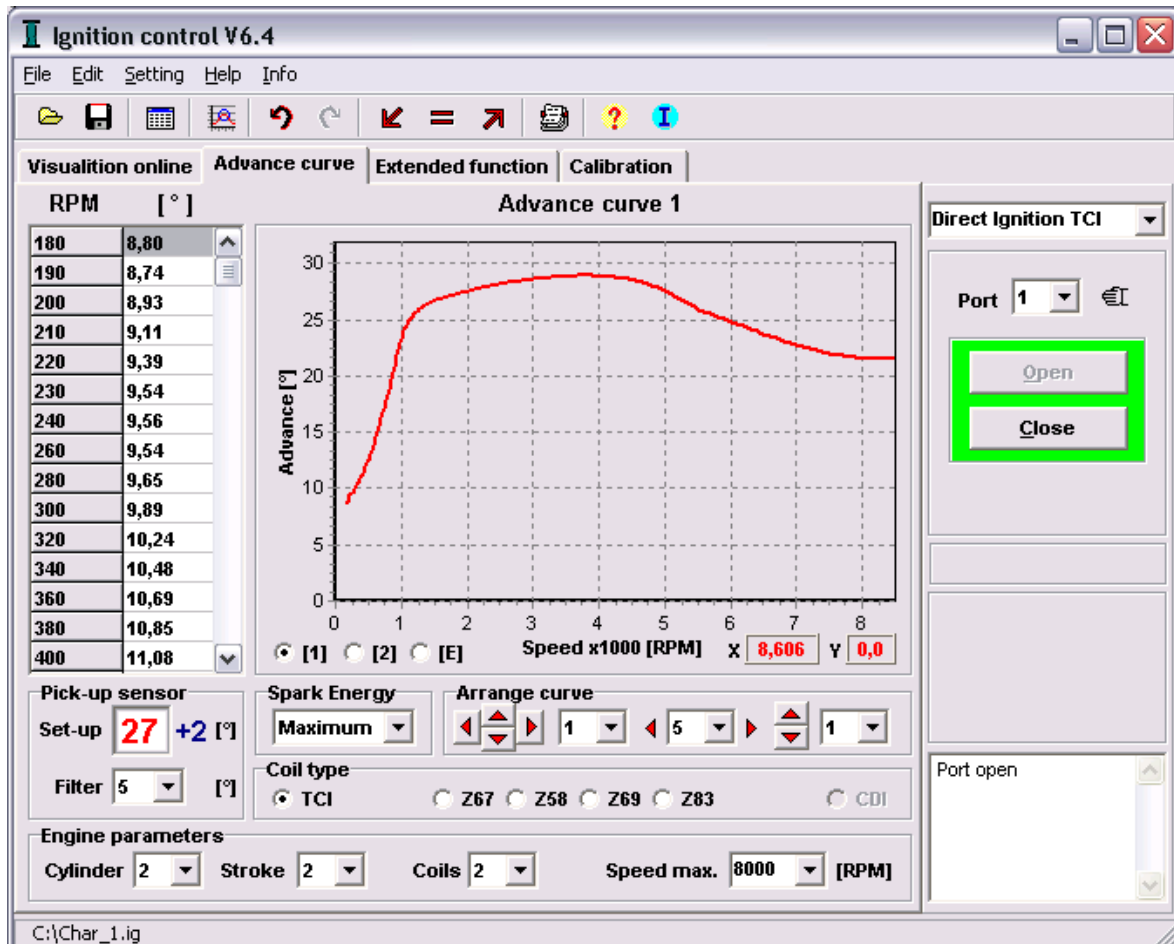 Ignition control V6.4
File Edit Setting Help Info
? I
Visualition online Advance curve Extended function Calibration
RPM [°] Advance curve 1
Direct Ignition TCI
180 8,80
190 8,74
200 8,93
210 9,11
220 9,39
230 9,54
240 9,56
260 9,54
280 9,65
300 9,89
320 10,24
340 10,48
360 10,69
380 10,85
400 11,08
Advance [°]
30
25
20
15
10
5
0
0 1 2 3 4 5 6 7 8
[1] [2] [E] Speed x1000 [RPM] X 8,606 Y 0,0
Port 1
Open
Close
Pick-up sensor
Set-up 27 +2 [°]
Filter 5 [°]
Spark Energy
Maximum
Arrange curve
1 5 1
Coil type
TCI Z67 Z58 Z69 Z83 CDI
Port open
Engine parameters
Cylinder 2 Stroke 2 Coils 2 Speed max. 8000 [RPM]
C:\Char_1.ig